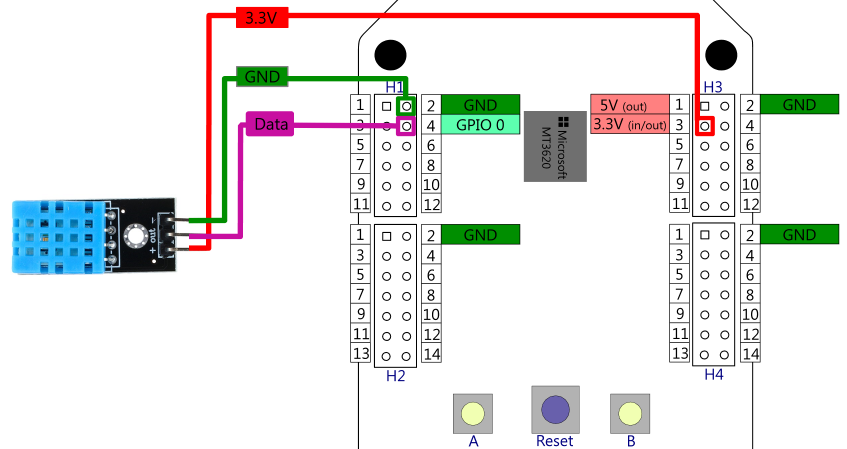 3.3V
GND
Data
- out +
H1
1 2 GND
3 4 GPIO 0
5 6
7 8
9 10
11 12
1 2 GND
3 4
5 6
7 8
9 10
11 12
13 14
H2
Microsoft
MT3620
H3
5V (out) 1 2 GND
3.3V (in/out) 3 4
5 6
7 8
9 10
11 12
1 2 GND
3 4
5 6
7 8
9 10
11 12
13 14
H4
A
Reset
B